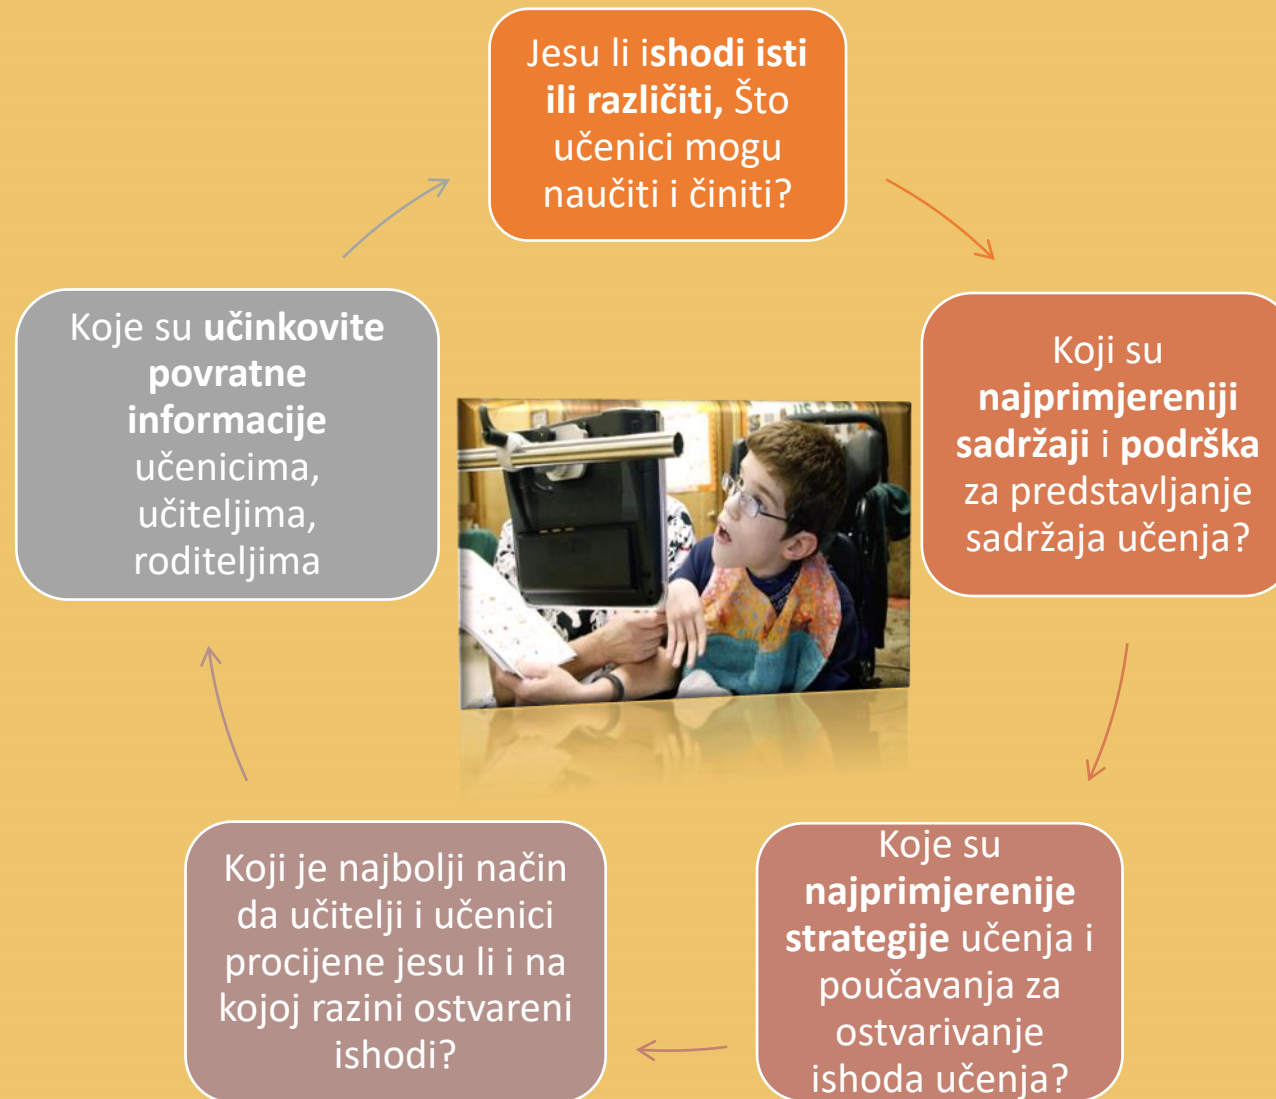 Jesu li ishodi isti
ili različiti, Što
učenici mogu
naučiti i činiti?
Koji su
najprimjereniji
sadržaji i podrška
za predstavljanje
sadržaja učenja?
Koje su
najprimjerenije
strategije učenja i
poučavanja za
ostvarivanje
ishoda učenja?
Koji je najbolji način
da učitelji i učenici
procijene jesu li i na
kojoj razini ostvareni
ishodi?
Koje su učinkovite
povratne
informacije
učenicima,
učiteljima,
roditeljima